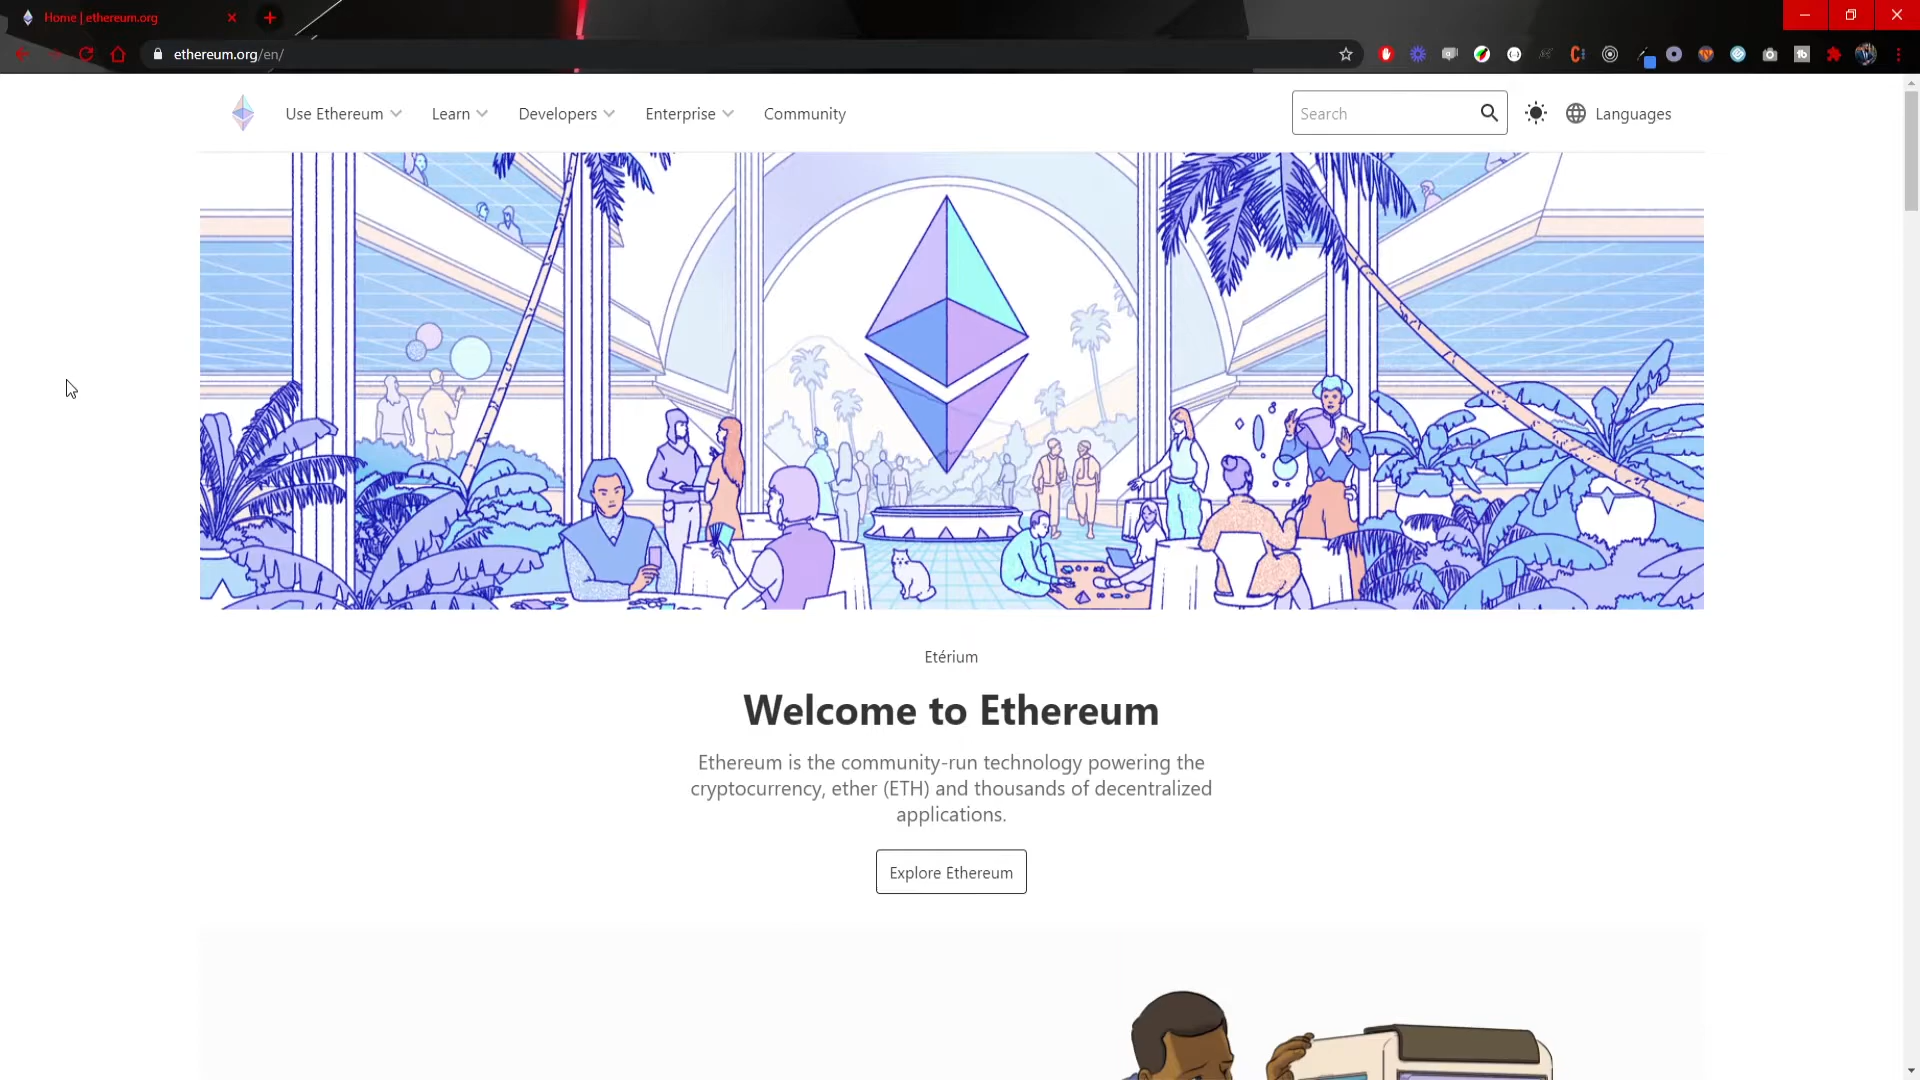 Home | ethereum.org
ethereum.org/en/
Use Ethereum
Learn
Developers
Enterprise
Community
Search
Languages
Etérium
Welcome to Ethereum
Ethereum is the community-run technology powering the
cryptocurrency, ether (ETH) and thousands of decentralized
applications.
Explore Ethereum